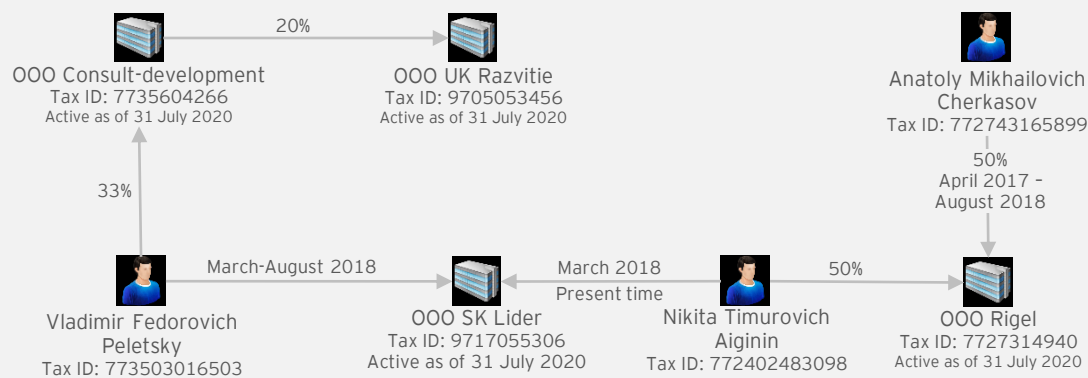 20%
OOO Consult-development
Tax ID: 7735604266
Active as of 31 July 2020
OOO UK Razvitie
Tax ID: 9705053456
Active as of 31 July 2020
Anatoly Mikhailovich
Cherkasov
Tax ID: 772743165899
33%
50%
April 2017 –
August 2018
March-August 2018
March 2018
Present time
50%
Vladimir Fedorovich
Peletsky
Tax ID: 773503016503
OOO SK Lider
Tax ID: 9717055306
Active as of 31 July 2020
Nikita Timurovich
Aiginin
Tax ID: 772402483098
OOO Rigel
Tax ID: 7727314940
Active as of 31 July 2020